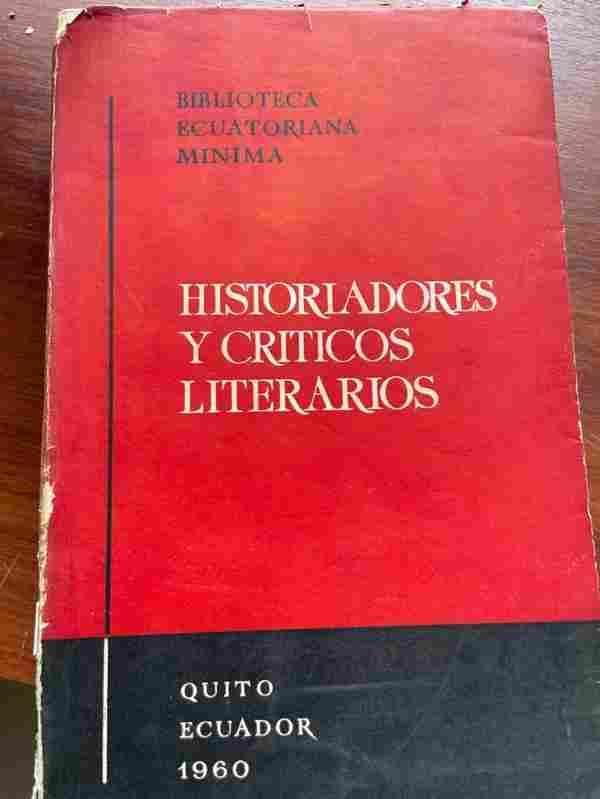 BIBLIOTECA
ECUATORIANA
MINIMA
HISTORIADORES
Y CRITICOS
LITERARIOS
QUITO
ECUADOR
1960